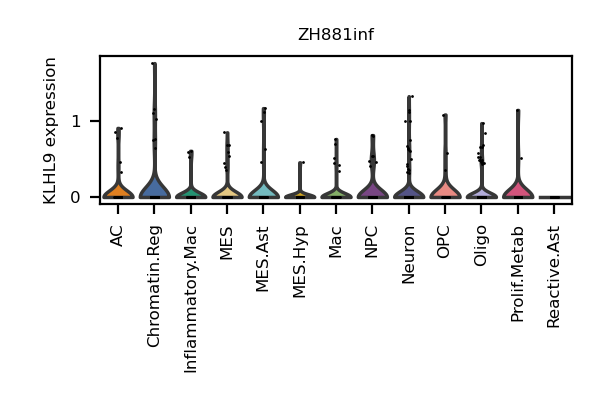 ZH881inf
KLHL9 expression
1
0
AC
Chromatin.Reg
Inflammatory.Mac
MES
MES.Ast
MES.Hyp
Mac
NPC
Neuron
OPC
Oligo
Prolif.Metab
Reactive.Ast